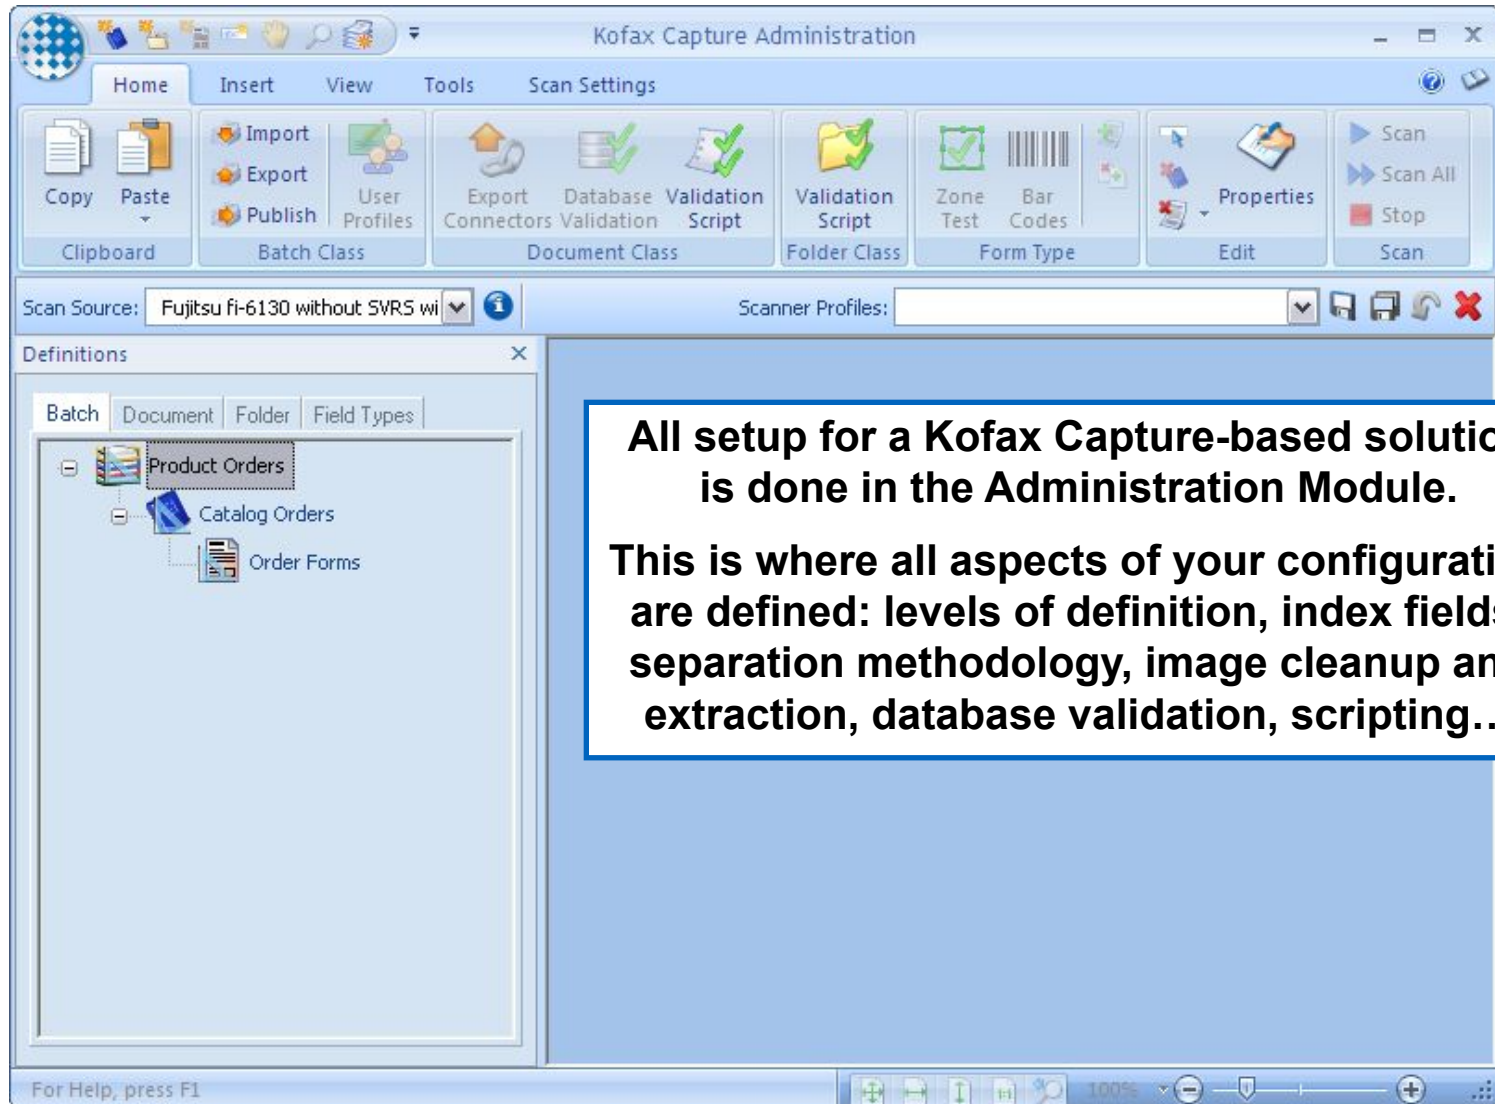 Kofax Capture Administration
Home Insert View Tools Scan Settings
Copy Paste
Clipboard
Import
Export
Publish
User Profiles
Batch Class
Export Connectors
Database Validation
Validation Script
Document Class
Validation Script
Folder Class
Zone Test
Bar Codes
Form Type
Properties
Edit
Scan
Scan All
Stop
Scan
Scan Source: Fujitsu fi-6130 without SVRS wi
Scanner Profiles:
Definitions
Batch Document Folder Field Types
Product Orders
Catalog Orders
Order Forms
All setup for a Kofax Capture-based solutio
is done in the Administration Module.
This is where all aspects of your configurati
are defined: levels of definition, index fields
separation methodology, image cleanup an
extraction, database validation, scripting…
For Help, press F1
100%